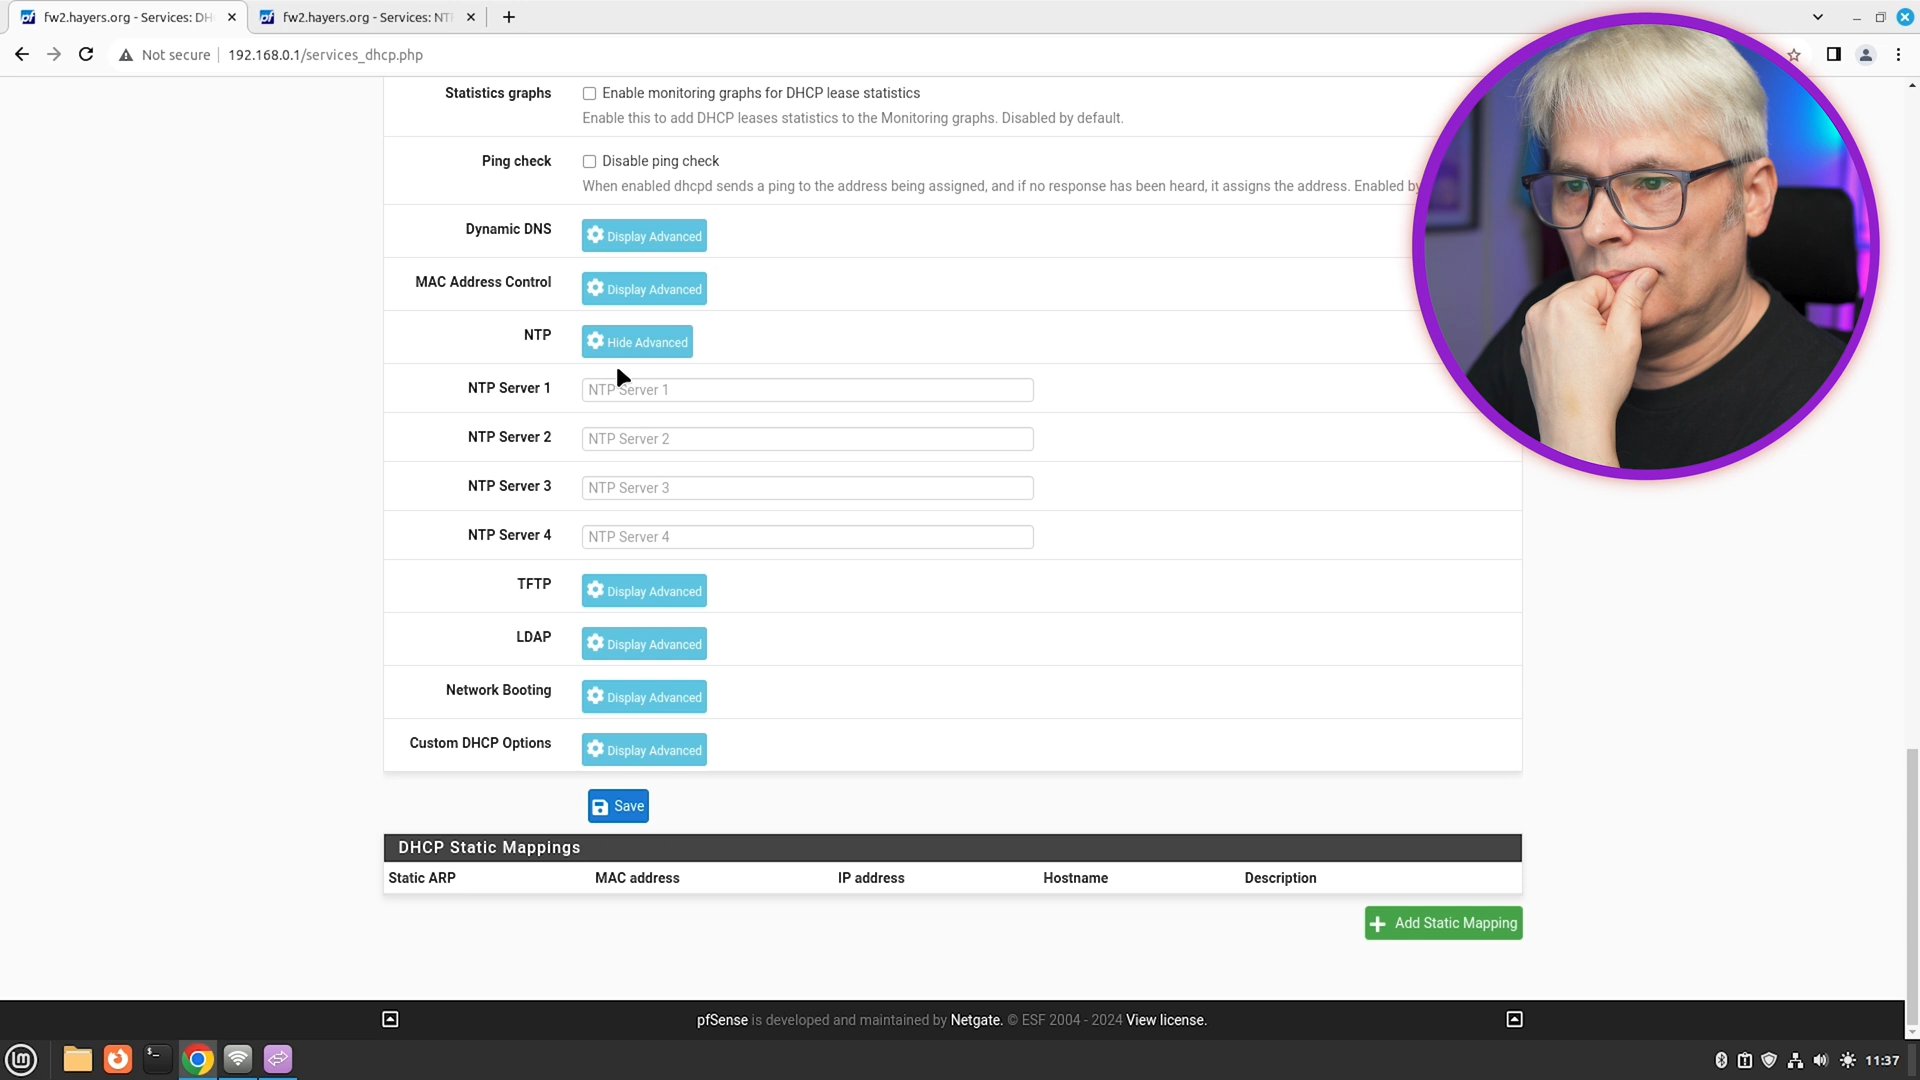 fw2.hayers.org - Services: DH
fw2.hayers.org - Services: NT
Not secure
192.168.0.1/services_dhcp.php
Statistics graphs
Enable monitoring graphs for DHCP lease statistics
Enable this to add DHCP leases statistics to the Monitoring graphs. Disabled by default.
Ping check
Disable ping check
When enabled dhcpd sends a ping to the address being assigned, and if no response has been heard, it assigns the address. Enabled by
Dynamic DNS
Display Advanced
MAC Address Control
Display Advanced
NTP
Hide Advanced
NTP Server 1
NTP Server 1
NTP Server 2
NTP Server 2
NTP Server 3
NTP Server 3
NTP Server 4
NTP Server 4
TFTP
Display Advanced
LDAP
Display Advanced
Network Booting
Display Advanced
Custom DHCP Options
Display Advanced
Save
DHCP Static Mappings
Static ARP
MAC address
IP address
Hostname
Description
Add Static Mapping
pfSense is developed and maintained by Netgate. © ESF 2004 - 2024 View license.
11:37